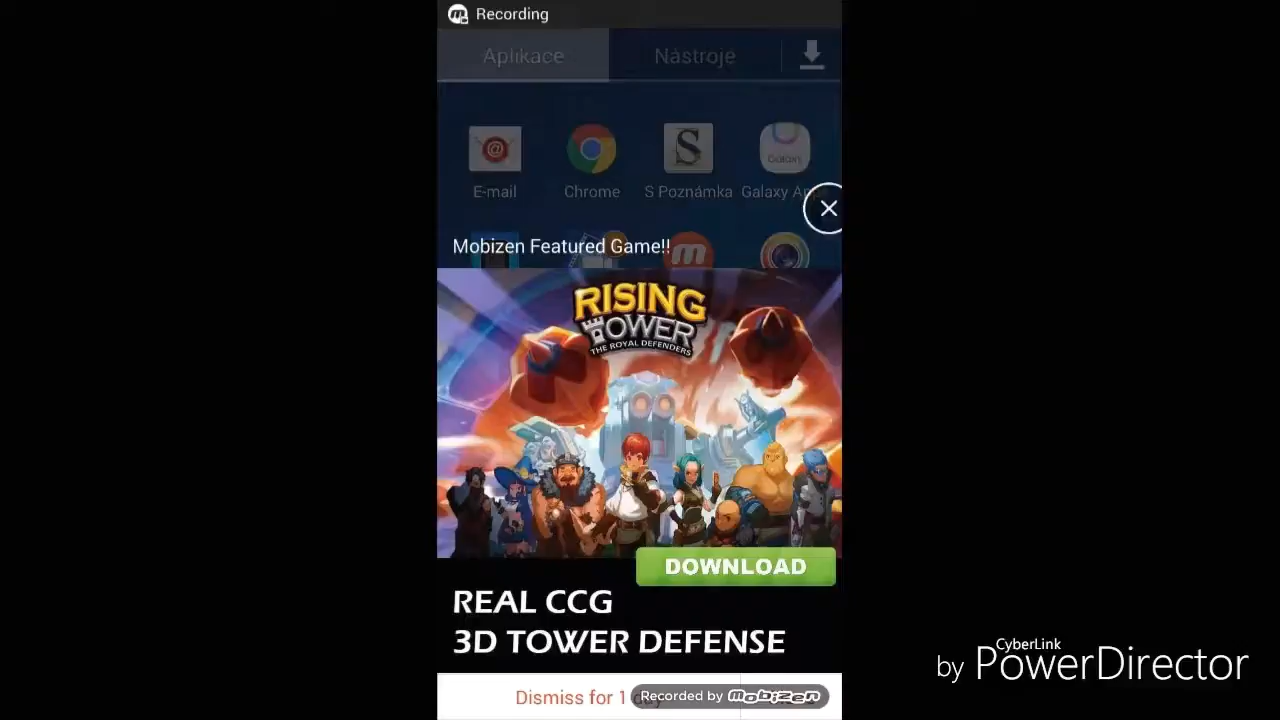 Recording
Aplikace
Nástroje
E-mail
Chrome
S Poznámka
Galaxy
Mobizen Featured Game!!
RISING
TOWER
THE ROYAL DEFENDERS
DOWNLOAD
REAL CCG
3D TOWER DEFENSE
Dismiss for 1
Recorded by mobizen
CyberLink
by PowerDirector